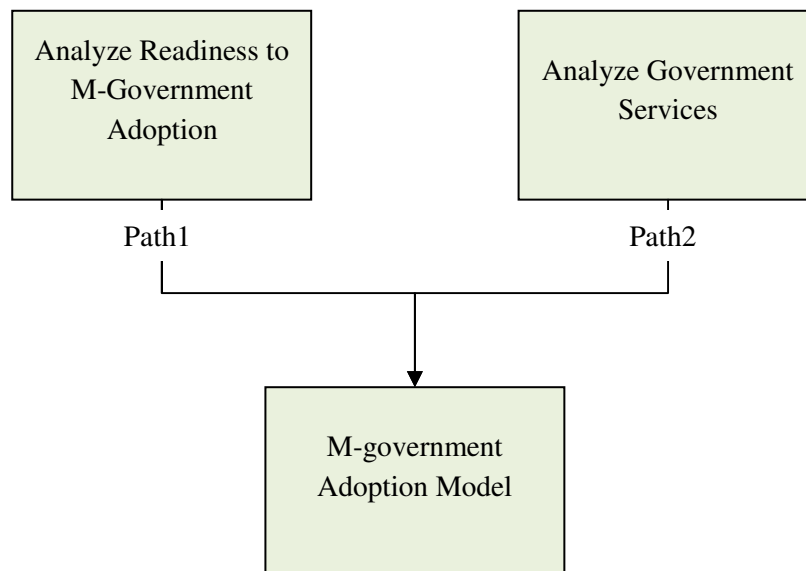 Analyze Readiness to
M-Government
Adoption
Analyze Government
Services
Path1
Path2
M-government
Adoption Model